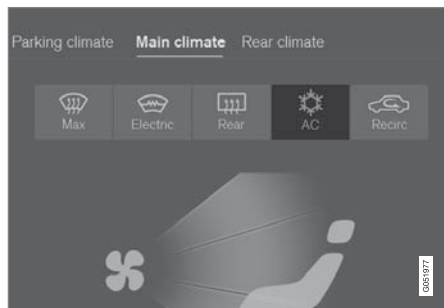 Parking climate Main climate Rear climate
Max Electric Rear AC Recirc
G051977